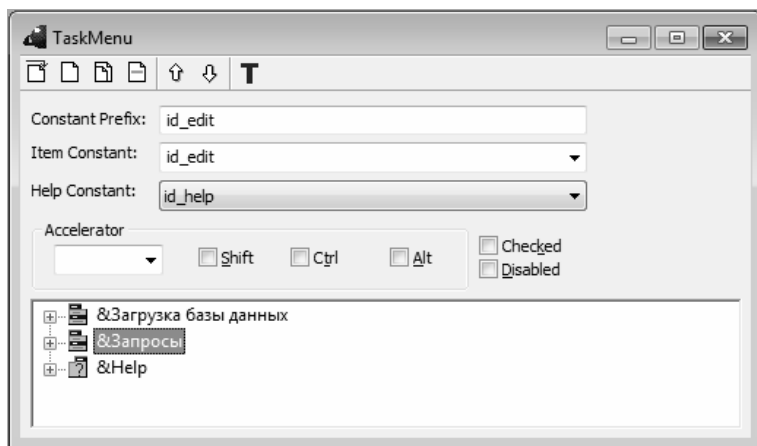 TaskMenu
T
Constant Prefix: id_edit
Item Constant: id_edit
Help Constant: id_help
Accelerator
Shift Ctrl Alt Checked
Disabled
&Загрузка базы данных
&Запросы
&Help